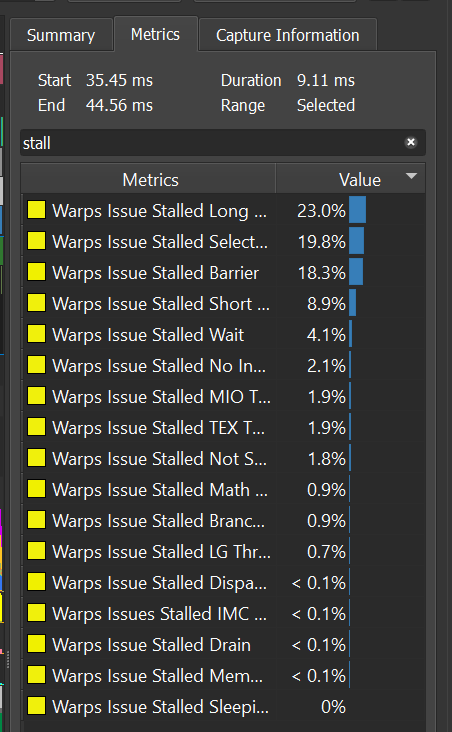 Summary Metrics Capture Information
Start 35.45 ms Duration 9.11 ms
End 44.56 ms Range Selected
stall
Metrics Value
Warps Issue Stalled Long ... 23.0%
Warps Issue Stalled Select... 19.8%
Warps Issue Stalled Barrier 18.3%
Warps Issue Stalled Short ... 8.9%
Warps Issue Stalled Wait 4.1%
Warps Issue Stalled No In... 2.1%
Warps Issue Stalled MIO T... 1.9%
Warps Issue Stalled TEX T... 1.9%
Warps Issue Stalled Not S... 1.8%
Warps Issue Stalled Math ... 0.9%
Warps Issue Stalled Branc... 0.9%
Warps Issue Stalled LG Thr... 0.7%
Warps Issue Stalled Dispa... < 0.1%
Warps Issues Stalled IMC ... < 0.1%
Warps Issue Stalled Drain < 0.1%
Warps Issue Stalled Mem... < 0.1%
Warps Issue Stalled Sleepi... 0%